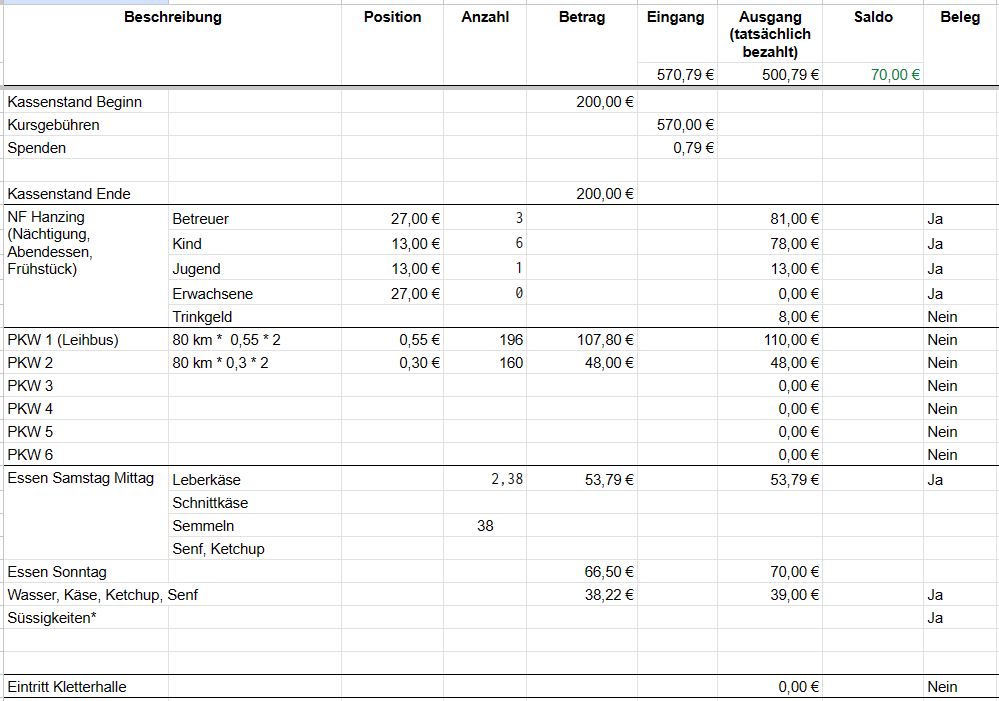 Beschreibung Position Anzahl Betrag Eingang Ausgang (tatsächlich bezahlt) Saldo Beleg
570,79 € 500,79 € 70,00 €
Kassenstand Beginn 200,00 €
Kursgebühren 570,00 €
Spenden 0,79 €
Kassenstand Ende 200,00 €
NF Hanzing (Nächtigung, Abendessen, Frühstück) Betreuer 27,00 € 3 81,00 € Ja
Kind 13,00 € 6 78,00 € Ja
Jugend 13,00 € 1 13,00 € Ja
Erwachsene 27,00 € 0 0,00 € Ja
Trinkgeld 8,00 € Nein
PKW 1 (Leihbus) 80 km * 0,55 * 2 0,55 € 196 107,80 € 110,00 € Nein
PKW 2 80 km * 0,3 * 2 0,30 € 160 48,00 € 48,00 € Nein
PKW 3 0,00 € Nein
PKW 4 0,00 € Nein
PKW 5 0,00 € Nein
PKW 6 0,00 € Nein
Essen Samstag Mittag Leberkäse 2,38 53,79 € 53,79 € Ja
Schnittkäse
Semmeln 38
Senf, Ketchup
Essen Sonntag 66,50 € 70,00 €
Wasser, Käse, Ketchup, Senf 38,22 € 39,00 € Ja
Süssigkeiten* Ja
Eintritt Kletterhalle 0,00 € Nein